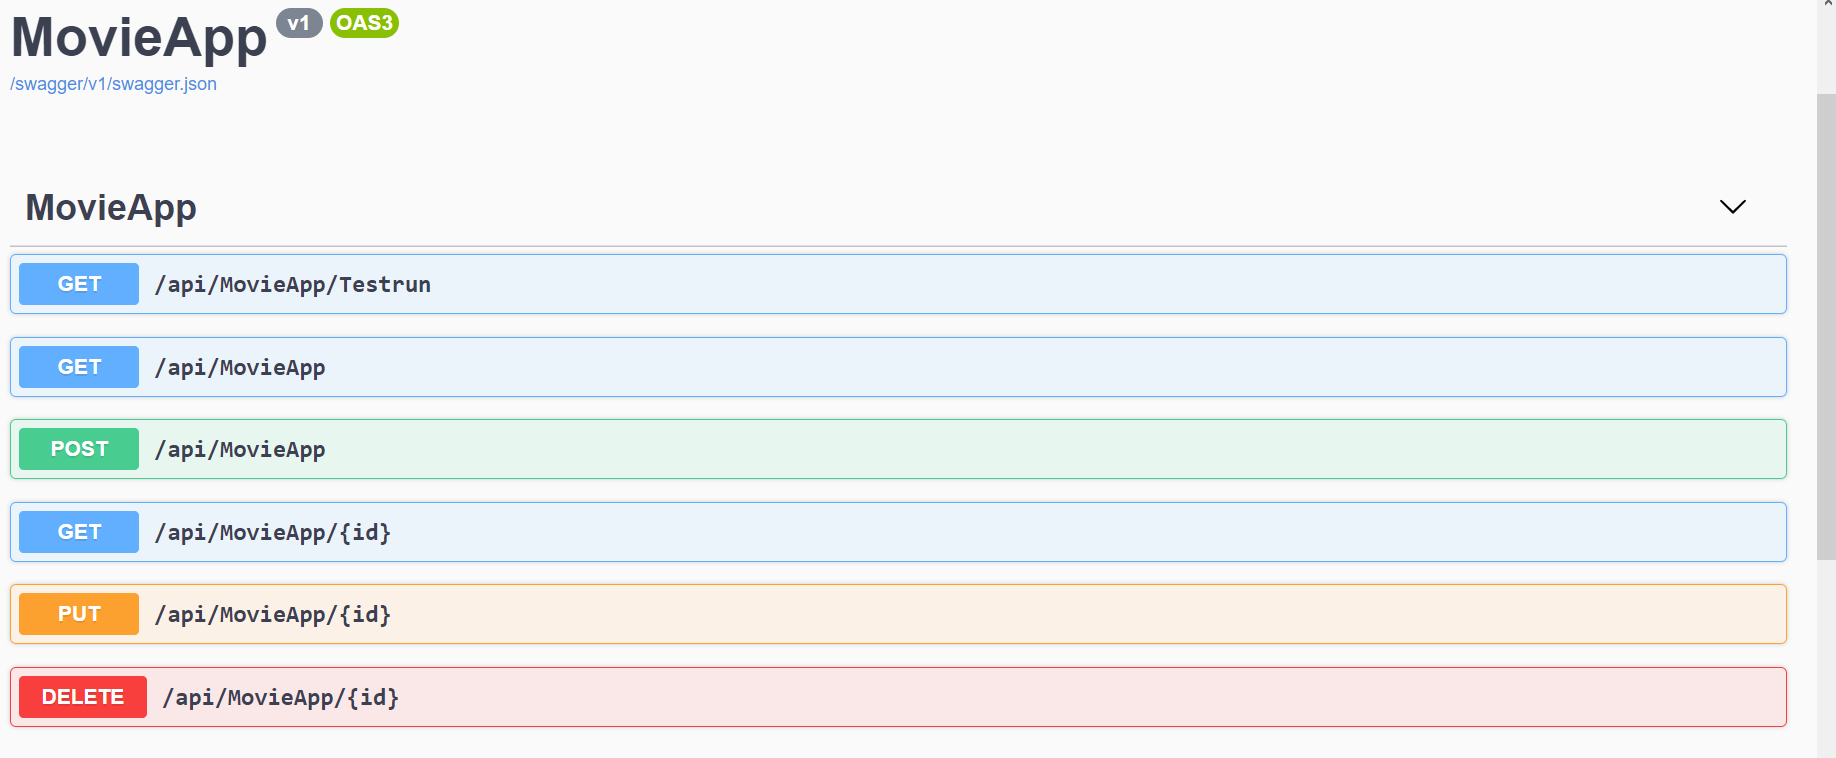 MovieApp v1 OAS3
/swagger/v1/swagger.json
MovieApp
GET /api/MovieApp/Testrun
GET /api/MovieApp
POST /api/MovieApp
GET /api/MovieApp/{id}
PUT /api/MovieApp/{id}
DELETE /api/MovieApp/{id}